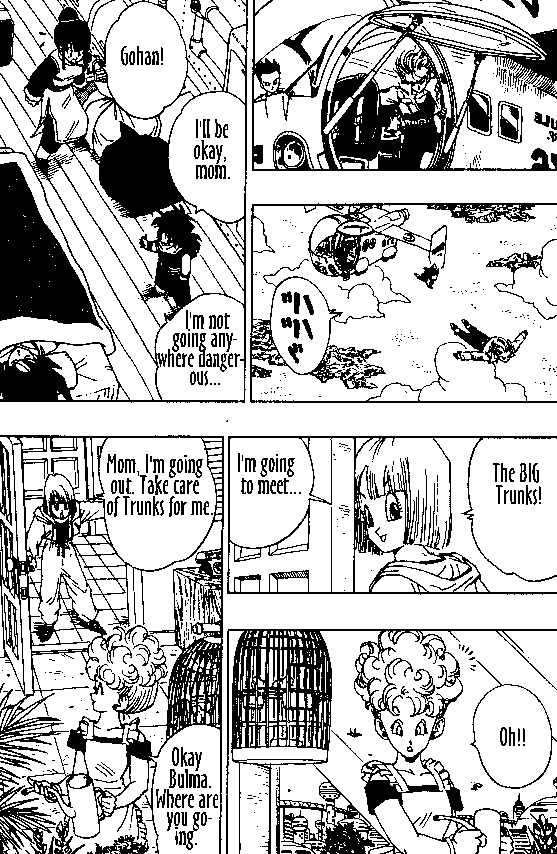 Gohan!
I'll be
okay,
mom.
I'm not
going any-
where danger-
ous...
Mom, I'm going
out. Take care
of Trunks for me.
Okay
Bulma.
Where are
you go-
ing.
I'm going
to meet...
The BIG
Trunks!
Oh!!